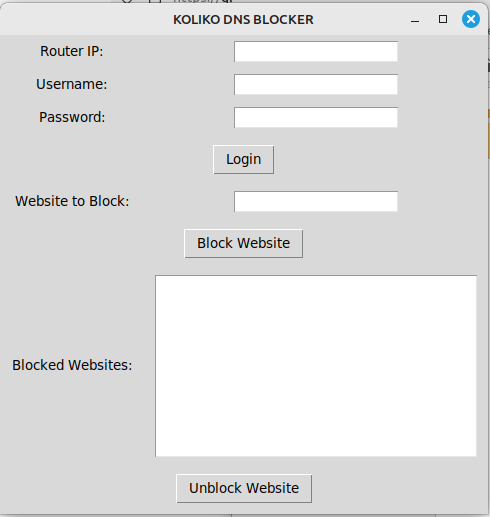 KOLIKO DNS BLOCKER
Router IP:
Username:
Password:
Login
Website to Block:
Block Website
Blocked Websites:
Unblock Website